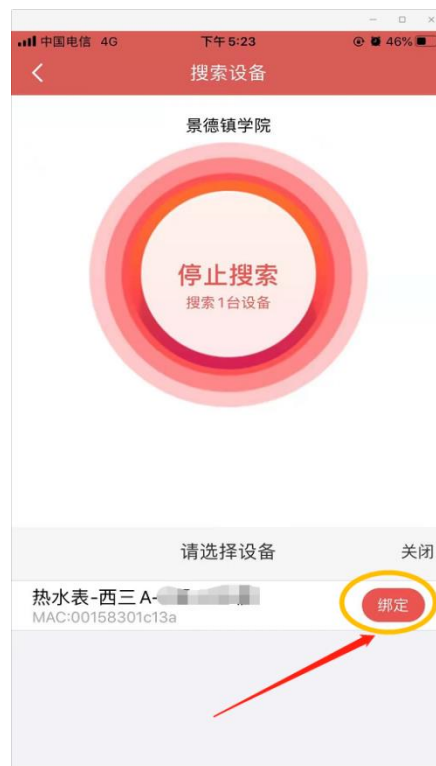 中国电信 4G 下午5:23 46%
搜索设备
景德镇学院
停止搜索
搜索1台设备
请选择设备 关闭
热水表-西三 A-
MAC:00158301c13a
绑定